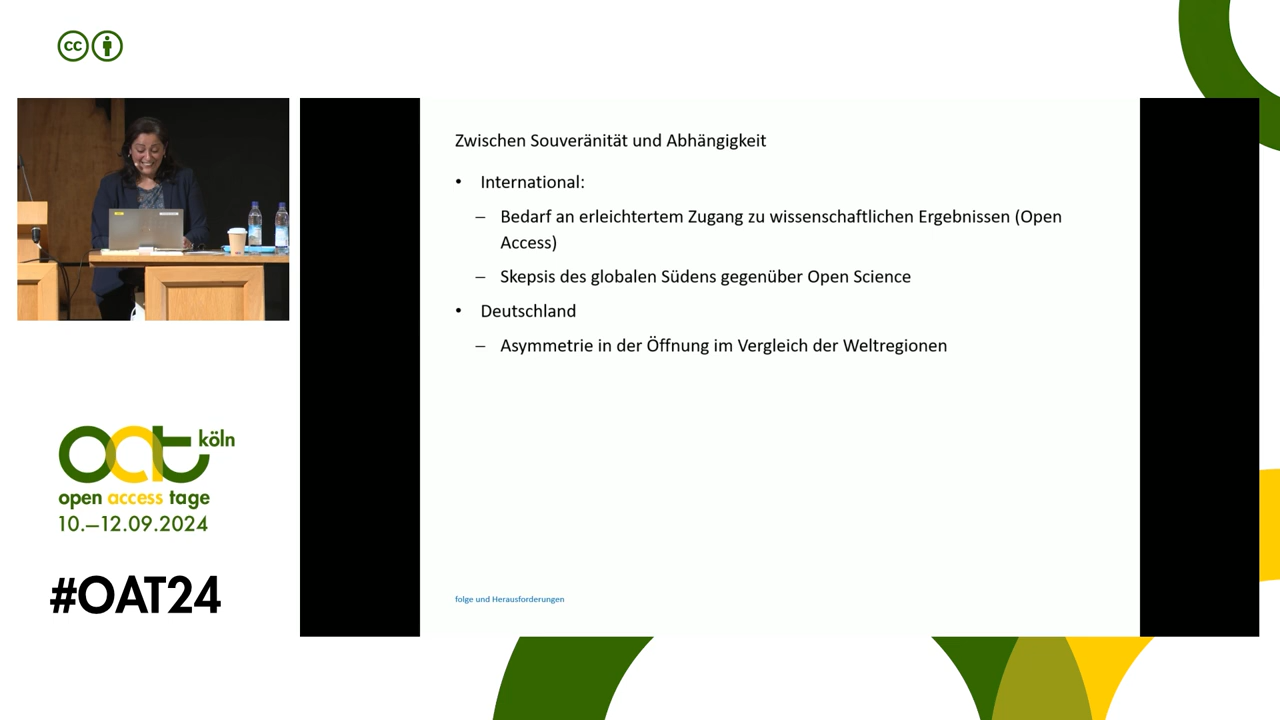 cc
Zwischen Souveränität und Abhängigkeit
• International:
– Bedarf an erleichtertem Zugang zu wissenschaftlichen Ergebnissen (Open
Access)
– Skepsis des globalen Südens gegenüber Open Science
• Deutschland
– Asymmetrie in der Öffnung im Vergleich der Weltregionen
folge und Herausforderungen
oat köln
open access tage
10.–12.09.2024
#OAT24